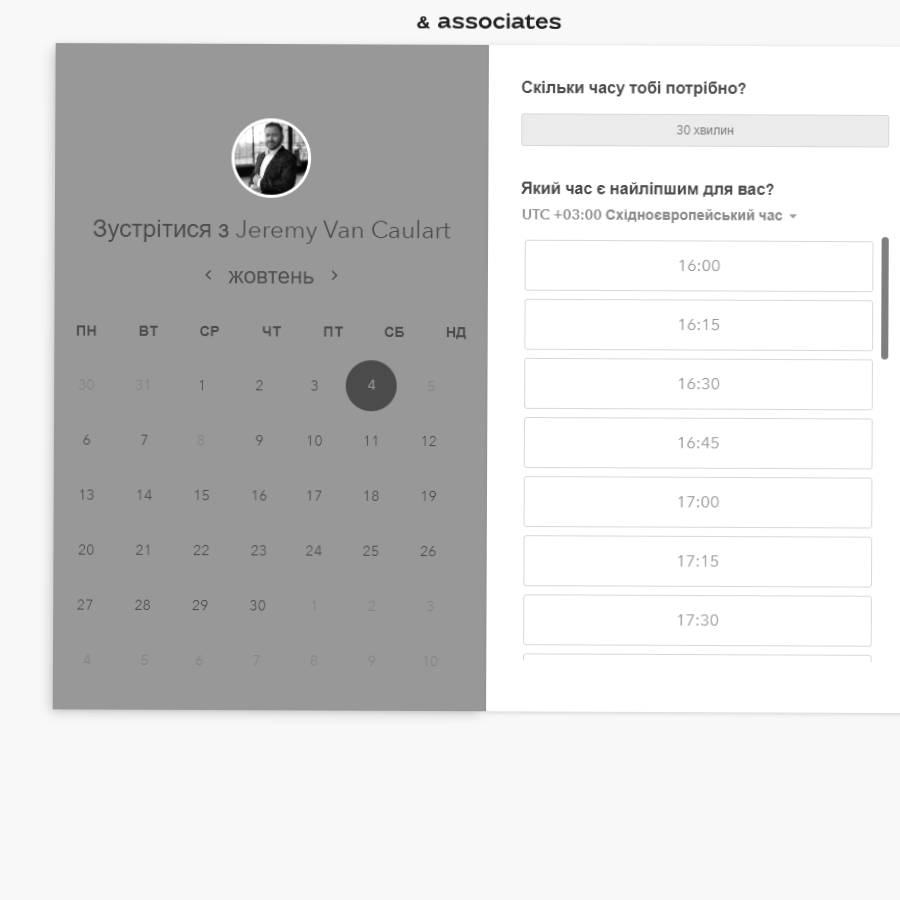 & associates
Зустрітися з Jeremy Van Caulart
жовтень
ПН ВТ СР ЧТ ПТ СБ НД
30 31 1 2 3 4 5
6 7 8 9 10 11 12
13 14 15 16 17 18 19
20 21 22 23 24 25 26
27 28 29 30 1 2 3
4 5 6 7 8 9 10
Скільки часу тобі потрібно?
30 хвилин
Який час є найліпшим для вас?
UTC +03:00 Східноєвропейський час
16:00
16:15
16:30
16:45
17:00
17:15
17:30